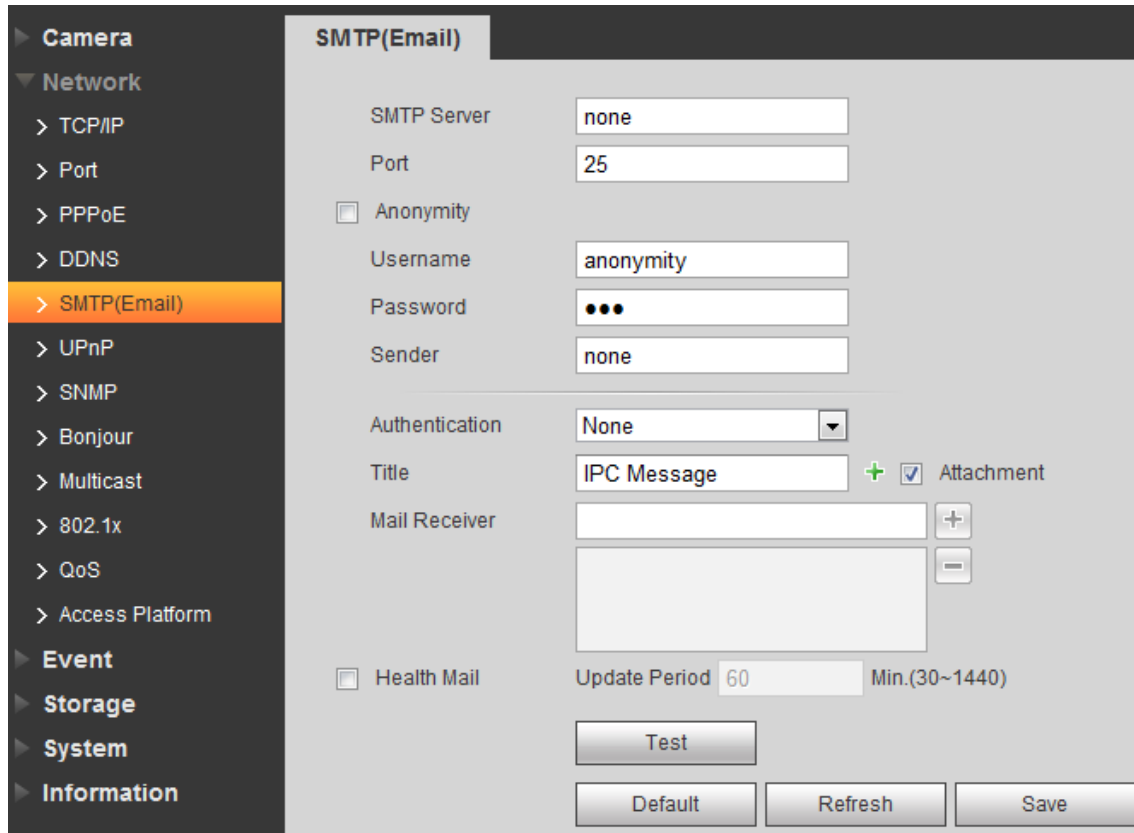 Camera
Network
TCP/IP
Port
PPPoE
DDNS
SMTP(Email)
UPnP
SNMP
Bonjour
Multicast
802.1x
QoS
Access Platform
Event
Storage
System
Information
SMTP(Email)
SMTP Server none
Port 25
Anonymity
Username anonymity
Password •••
Sender none
Authentication None
Title IPC Message Attachment
Mail Receiver
Health Mail Update Period 60 Min.(30~1440)
Test
Default Refresh Save